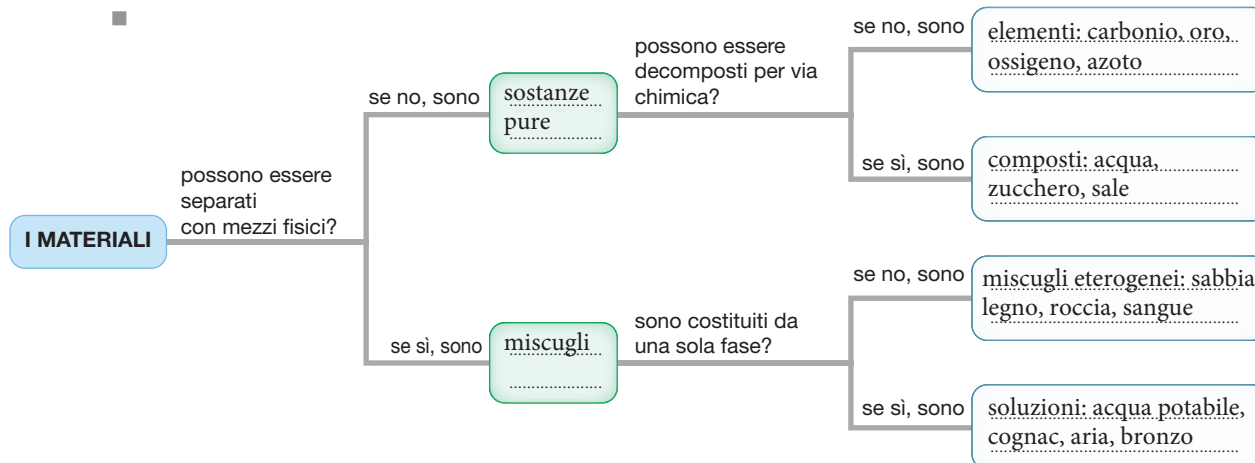 I MATERIALI
possono essere
separati
con mezzi fisici?
se no, sono
sostanze
pure
possono essere
decomposti per via
chimica?
se no, sono
elementi: carbonio, oro,
ossigeno, azoto
se sì, sono
composti: acqua,
zucchero, sale
se sì, sono
miscugli
sono costituiti da
una sola fase?
se no, sono
miscugli eterogenei: sabbia
legno, roccia, sangue
se sì, sono
soluzioni: acqua potabile,
cognac, aria, bronzo